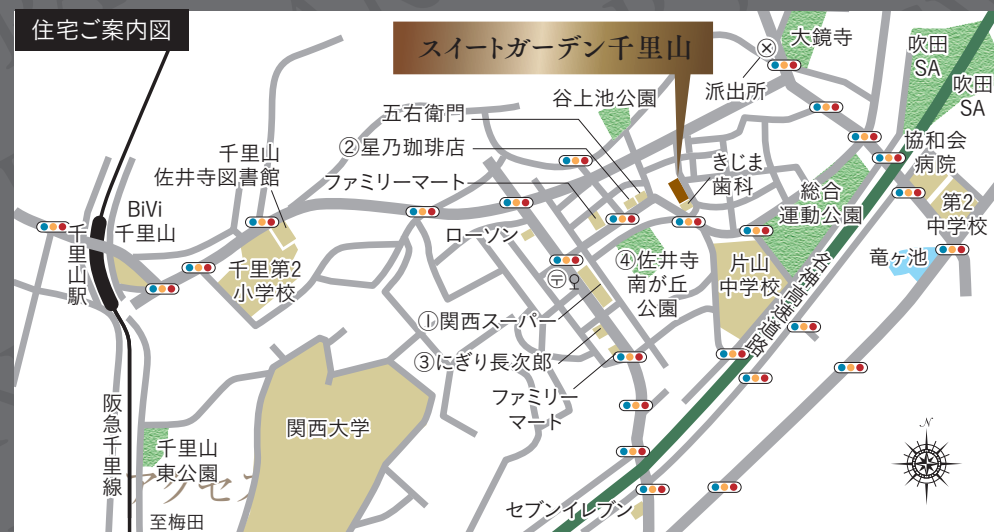 住宅ご案内図
スイートガーデン千里山
大鏡寺
派出所
吹田
SA
吹田
SA
谷上池公園
五右衛門
②星乃珈琲店
ファミリーマート
千里山
佐井寺図書館
きじま
歯科
協和会
病院
総合
運動公園
第2
中学校
BiVi
千里山
ローソン
千里山駅
千里第2
小学校
④佐井寺
南が丘
公園
片山
中学校
竜ヶ池
名神高速道路
①関西スーパー
③にぎり長次郎
ファミリー
マート
阪急千里線
関西大学
千里山
東公園
アクセス
至梅田
セブンイレブン
N